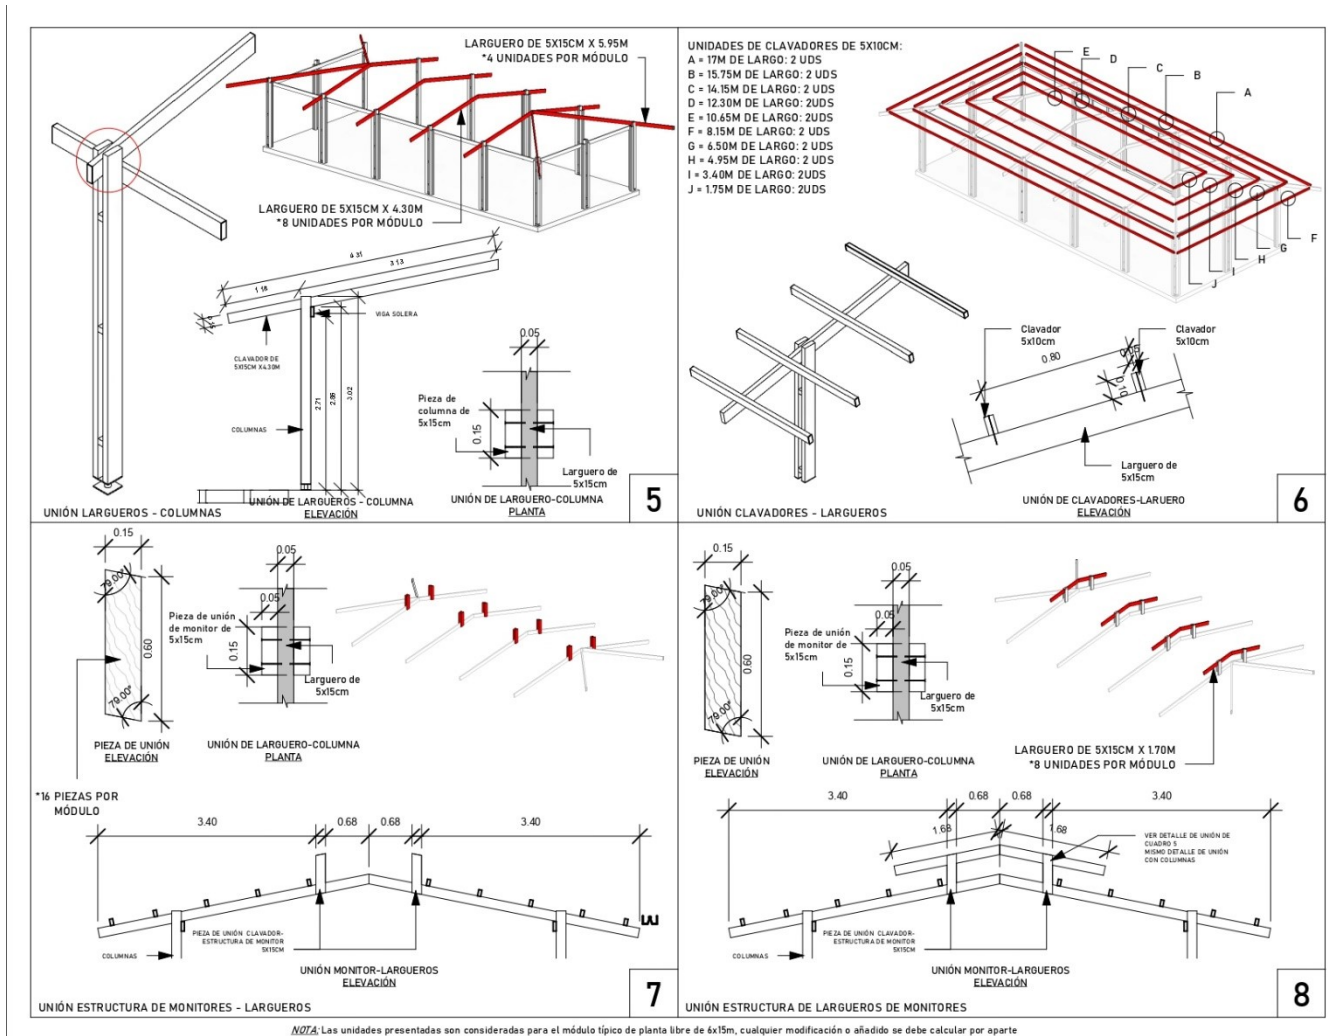 LARGUERO DE 5X15CM X 5.95M
*4 UNIDADES POR MÓDULO
LARGUERO DE 5X15CM X 4.30M
*8 UNIDADES POR MÓDULO
4.31
3.13
1.18
0.15
VIGA SOLERA
CLAVADOR DE
5X15CM X4.30M
COLUMNAS
2.71
2.86
3.02
0.05
Pieza de
columna de
5x15cm
0.15
Larguero de
5x15cm
UNIÓN DE LARGUEROS - COLUMNA
ELEVACIÓN
UNIÓN DE LARGUERO-COLUMNA
PLANTA
UNIÓN LARGUEROS - COLUMNAS
5
UNIDADES DE CLAVADORES DE 5X10CM:
A = 17M DE LARGO: 2 UDS
B = 15.75M DE LARGO: 2 UDS
C = 14.15M DE LARGO: 2 UDS
D = 12.30M DE LARGO: 2UDS
E = 10.65M DE LARGO: 2UDS
F = 8.15M DE LARGO: 2 UDS
G = 6.50M DE LARGO: 2 UDS
H = 4.95M DE LARGO: 2 UDS
I = 3.40M DE LARGO: 2UDS
J = 1.75M DE LARGO: 2UDS
E
D
C
B
A
F
G
H
I
J
Clavador
5x10cm
Clavador
5x10cm
0.80
0.05
0.10
Larguero de
5x15cm
UNIÓN DE CLAVADORES-LARUERO
ELEVACIÓN
UNIÓN CLAVADORES - LARGUEROS
6
0.15
79.00°
0.60
79.00°
PIEZA DE UNIÓN
ELEVACIÓN
*16 PIEZAS POR
MÓDULO
0.05
0.05
Pieza de unión
de monitor de
5x15cm
0.15
Larguero de
5x15cm
UNIÓN DE LARGUERO-COLUMNA
PLANTA
3.40
0.68
0.68
3.40
PIEZA DE UNIÓN CLAVADOR-
ESTRUCTURA DE MONITOR
5X15CM
COLUMNAS
UNIÓN MONITOR-LARGUEROS
ELEVACIÓN
UNIÓN ESTRUCTURA DE MONITORES - LARGUEROS
7
0.15
79.00°
0.60
79.00°
PIEZA DE UNIÓN
ELEVACIÓN
0.05
0.05
Pieza de unión
de monitor de
5x15cm
0.15
Larguero de
5x15cm
UNIÓN DE LARGUERO-COLUMNA
PLANTA
LARGUERO DE 5X15CM X 1.70M
*8 UNIDADES POR MÓDULO
3.40
0.68
0.68
3.40
1.68
1.68
VER DETALLE DE UNIÓN DE
CUADRO 5
MISMO DETALLE DE UNIÓN
CON COLUMNAS
PIEZA DE UNIÓN CLAVADOR-
ESTRUCTURA DE MONITOR
5X15CM
COLUMNAS
UNIÓN MONITOR-LARGUEROS
ELEVACIÓN
UNIÓN ESTRUCTURA DE LARGUEROS DE MONITORES
8
NOTA: Las unidades presentadas son consideradas para el módulo típico de planta libre de 6x15m, cualquier modificación o añadido se debe calcular por aparte